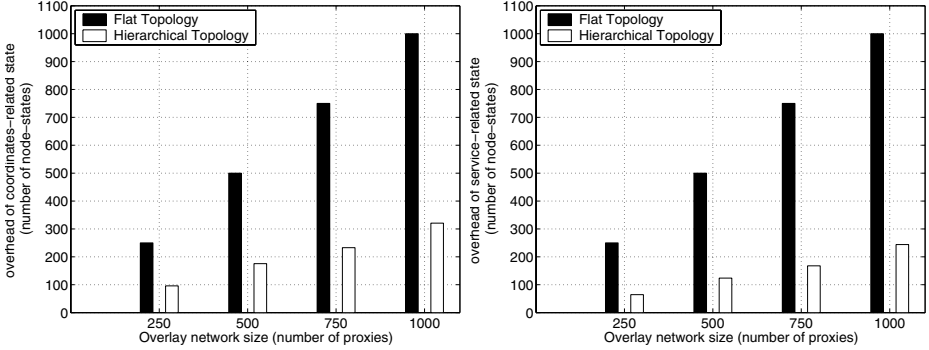 1100
1000
900
800
700
600
500
400
300
200
100
0
overhead of coordinates-related state
(number of node-states)
Flat Topology
Hierarchical Topology
250 500 750 1000
Overlay network size (number of proxies)
1100
1000
900
800
700
600
500
400
300
200
100
0
overhead of service-related state
(number of node-states)
Flat Topology
Hierarchical Topology
250 500 750 1000
Overlay network size (number of proxies)